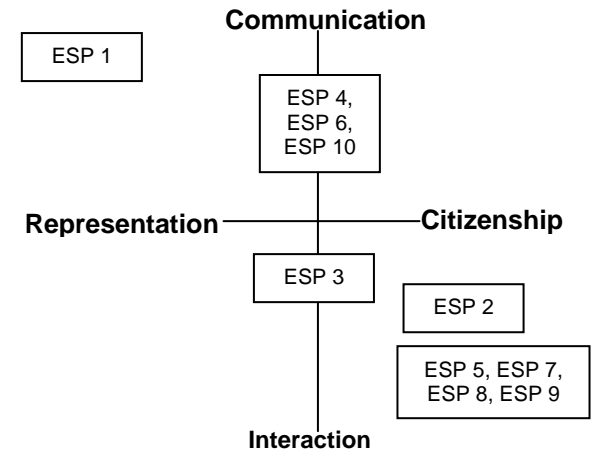 Communication
ESP 1
ESP 4,
ESP 6,
ESP 10
Representation
Citizenship
ESP 3
ESP 2
ESP 5, ESP 7,
ESP 8, ESP 9
Interaction